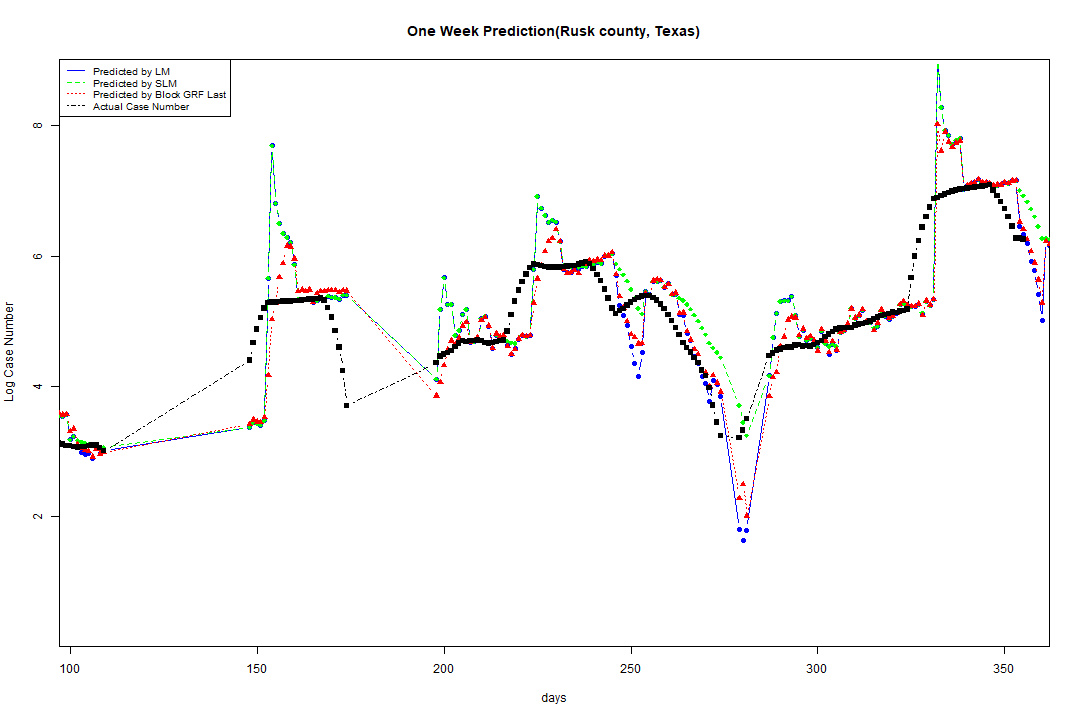 One Week Prediction(Rusk county, Texas)
Predicted by LM
Predicted by SLM
Predicted by Block GRF Last
Actual Case Number
Log Case Number
8
6
4
2
100 150 200 250 300 350
days